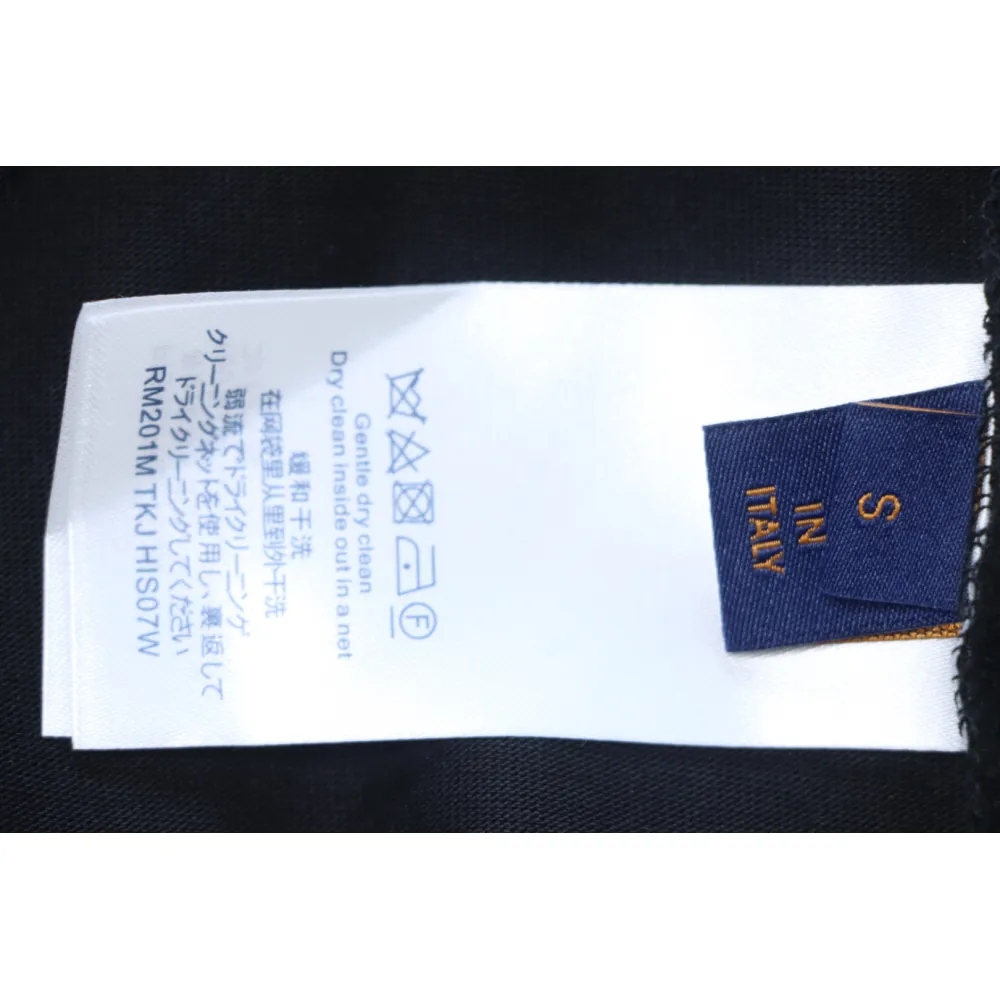 Gentle dry clean
Dry clean inside out in a net
缓和干洗
在网袋里从里到外干洗
弱流でドライクリーニング
クリーニングネットを使用し、裏返して
ドライクリーニングしてください
RM201M TKJ HIS07W
F
S
IN
ITALY